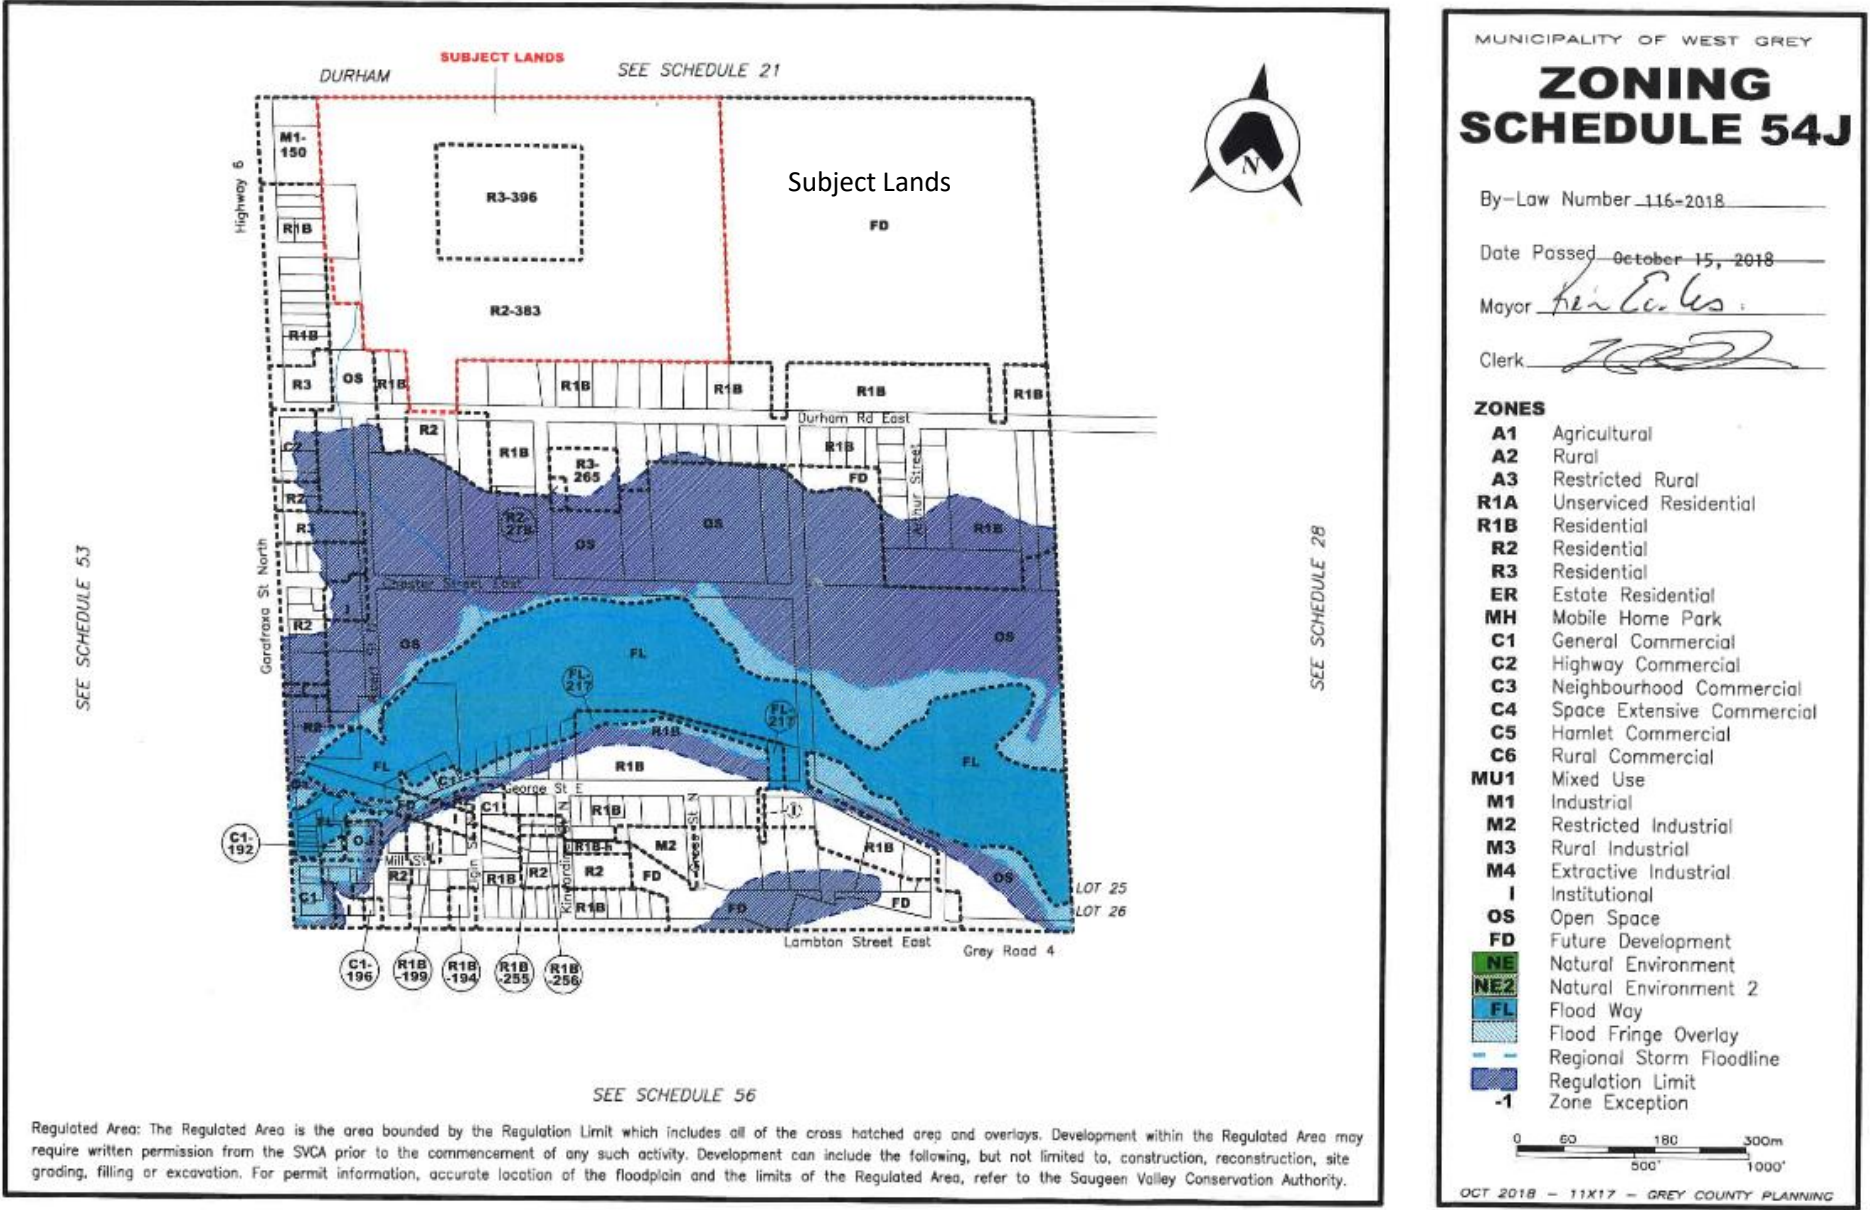 SUBJECT LANDS
DURHAM
SEE SCHEDULE 21
M1-
150
Highway 6
R3-396
Subject Lands
FD
N
R1B
R2-383
R1B
R3
OS
R1B
R1B
R1B
R1B
R1B
Durham Rd East
C2
R2
R1B
R3-
265
R1B
FD
Arthur Street
R2
R3
R2-
278
OS
OS
R1B
Garafraxa St North
Chester Street East
I
R2
OS
FL
OS
SEE SCHEDULE 53
SEE SCHEDULE 28
FL-
217
FL-
217
R2
R1B
FL
C1
R1B
FL
George St E
C1
R1B
I
C1-
192
Mill St
R2
R1B
R2
R1B-h
R2
M2
FD
R1B
OS
C1
R1B
FD
FD
LOT 25
LOT 26
Lambton Street East
Grey Road 4
C1-
196
R1B
-199
R1B
-194
R1B
-255
R1B
-256
SEE SCHEDULE 56
Regulated Area: The Regulated Area is the area bounded by the Regulation Limit which includes all of the cross hatched area and overlays. Development within the Regulated Area may
require written permission from the SVCA prior to the commencement of any such activity. Development can include the following, but not limited to, construction, reconstruction, site
grading, filling or excavation. For permit information, accurate location of the floodplain and the limits of the Regulated Area, refer to the Saugeen Valley Conservation Authority.
MUNICIPALITY OF WEST GREY
ZONING
SCHEDULE 54J
By-Law Number 116-2018
Date Passed October 15, 2018
Mayor
Clerk
ZONES
A1 Agricultural
A2 Rural
A3 Restricted Rural
R1A Unserviced Residential
R1B Residential
R2 Residential
R3 Residential
ER Estate Residential
MH Mobile Home Park
C1 General Commercial
C2 Highway Commercial
C3 Neighbourhood Commercial
C4 Space Extensive Commercial
C5 Hamlet Commercial
C6 Rural Commercial
MU1 Mixed Use
M1 Industrial
M2 Restricted Industrial
M3 Rural Industrial
M4 Extractive Industrial
I Institutional
OS Open Space
FD Future Development
NE Natural Environment
NE2 Natural Environment 2
FL Flood Way
Flood Fringe Overlay
Regional Storm Floodline
Regulation Limit
-1 Zone Exception
0 60 180 300m
500' 1000'
OCT 2018 – 11X17 – GREY COUNTY PLANNING